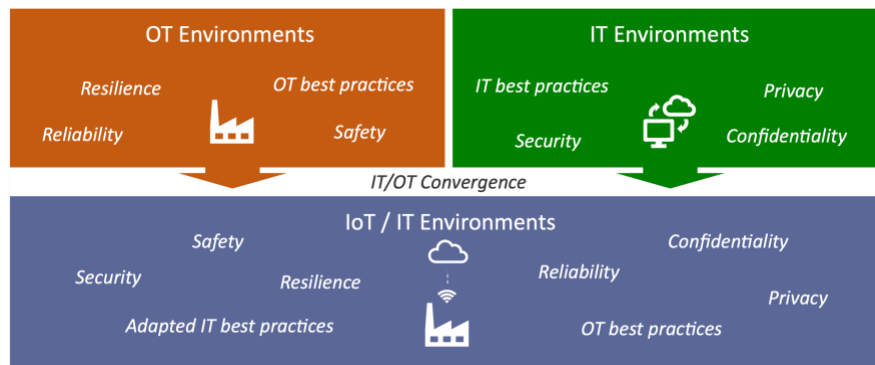 OT Environments
Resilience
OT best practices
Reliability
Safety
IT Environments
IT best practices
Privacy
Security
Confidentiality
IT/OT Convergence
IoT / IT Environments
Safety
Confidentiality
Security
Resilience
Reliability
Privacy
Adapted IT best practices
OT best practices